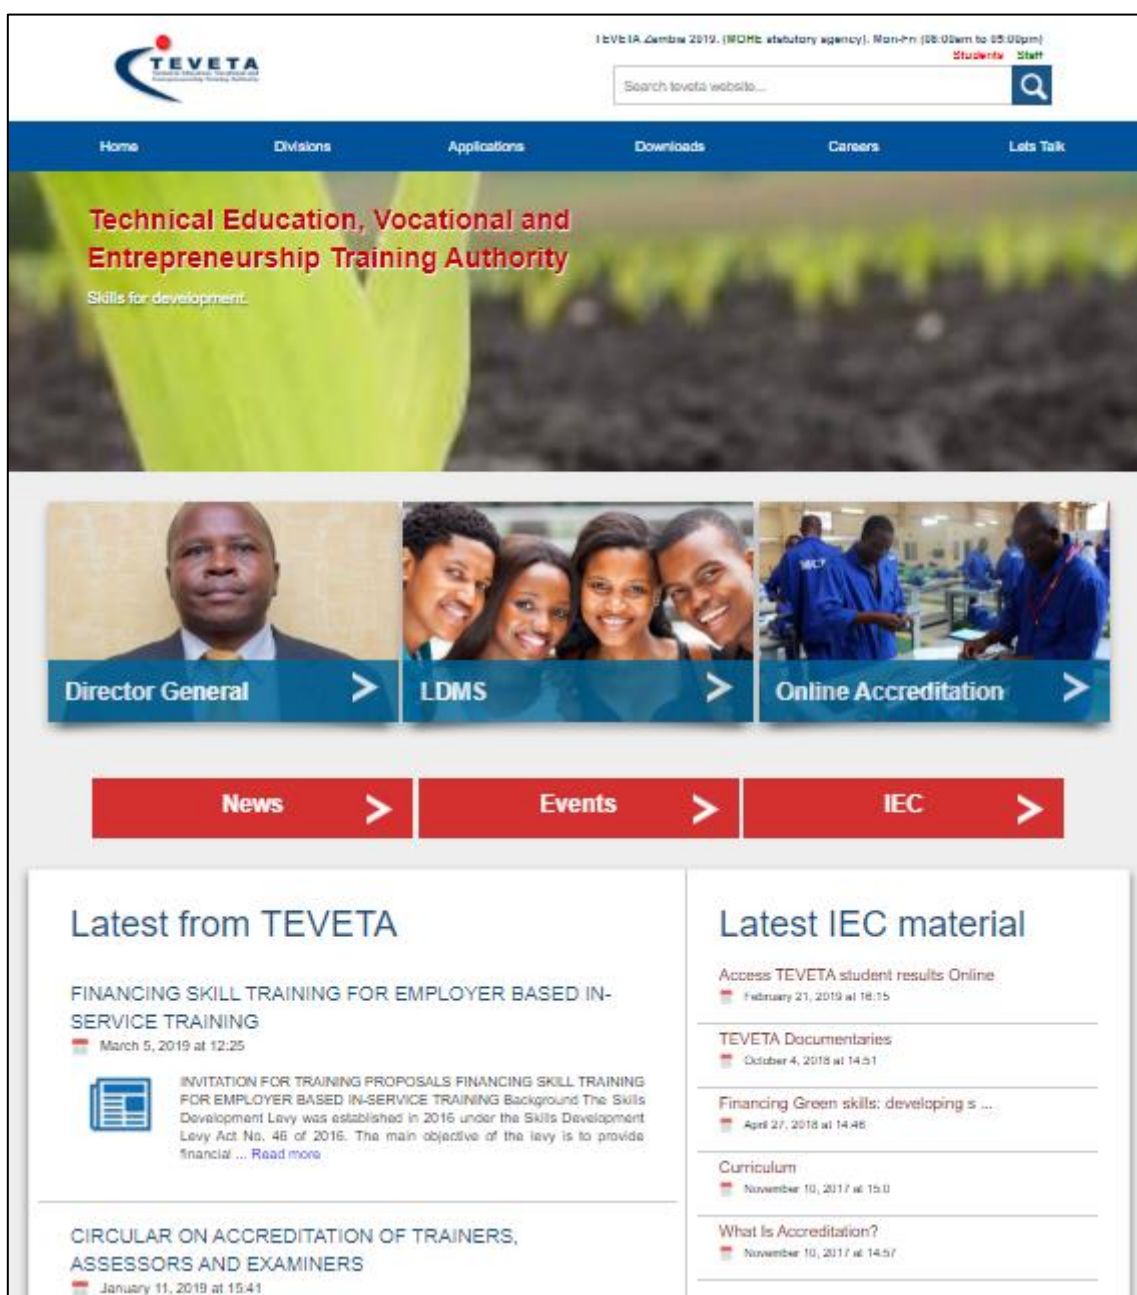 TEVETA
TEVETA Zambia 2019. (MOHE statutory agency). Mon-Fri (08:00am to 05:00pm)
Students Staff
Search teveta website...
Home Divisions Applications Downloads Careers Lets Talk
Technical Education, Vocational and
Entrepreneurship Training Authority
Skills for development.
Director General > LDMS > Online Accreditation >
News > Events > IEC >
Latest from TEVETA
FINANCING SKILL TRAINING FOR EMPLOYER BASED IN-
SERVICE TRAINING
March 5, 2019 at 12:25
INVITATION FOR TRAINING PROPOSALS FINANCING SKILL TRAINING
FOR EMPLOYER BASED IN-SERVICE TRAINING Background The Skills
Development Levy was established in 2016 under the Skills Development
Levy Act No. 46 of 2016. The main objective of the levy is to provide
financial ... Read more
CIRCULAR ON ACCREDITATION OF TRAINERS,
ASSESSORS AND EXAMINERS
January 11, 2019 at 15:41
Latest IEC material
Access TEVETA student results Online
February 21, 2019 at 16:15
TEVETA Documentaries
October 4, 2018 at 14:51
Financing Green skills: developing s ...
April 27, 2018 at 14:46
Curriculum
November 10, 2017 at 15:0
What Is Accreditation?
November 10, 2017 at 14:57